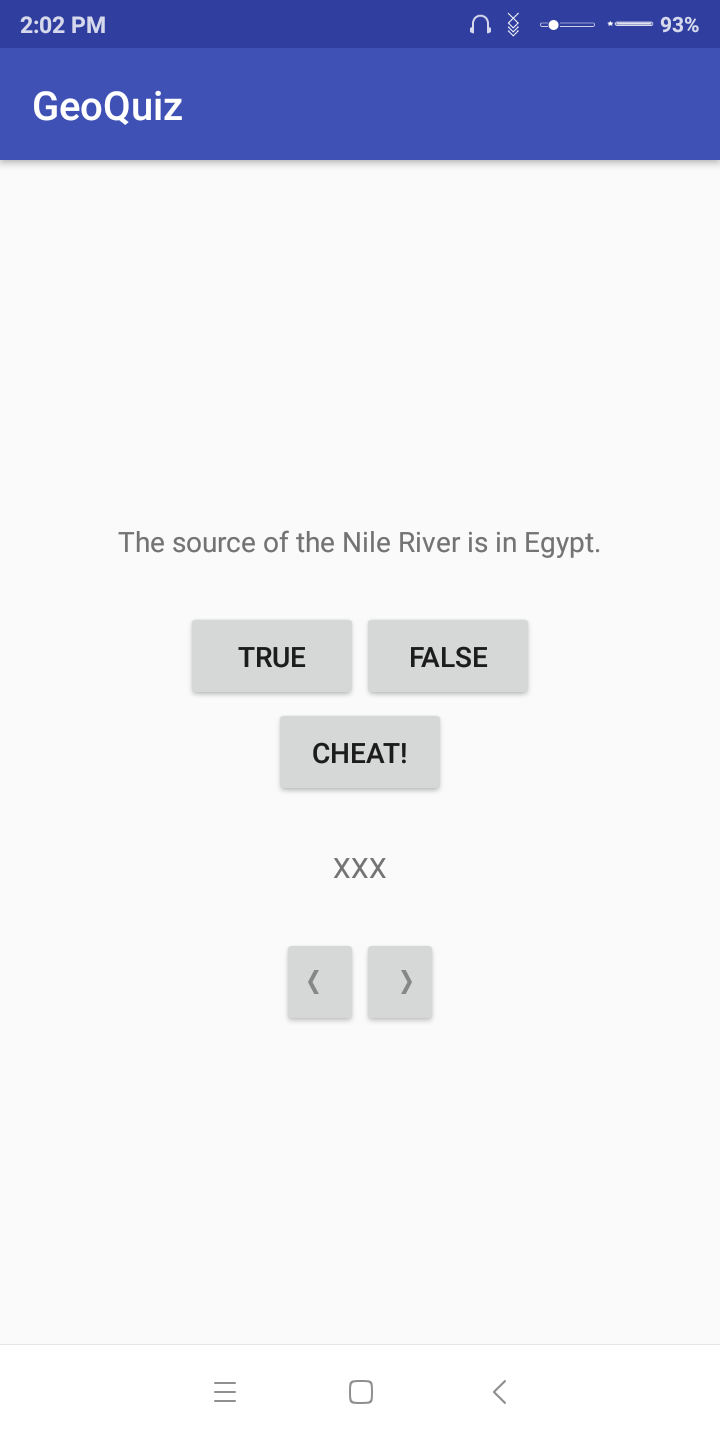 2:02 PM 93%
GeoQuiz
The source of the Nile River is in Egypt.
TRUE FALSE
CHEAT!
XXX